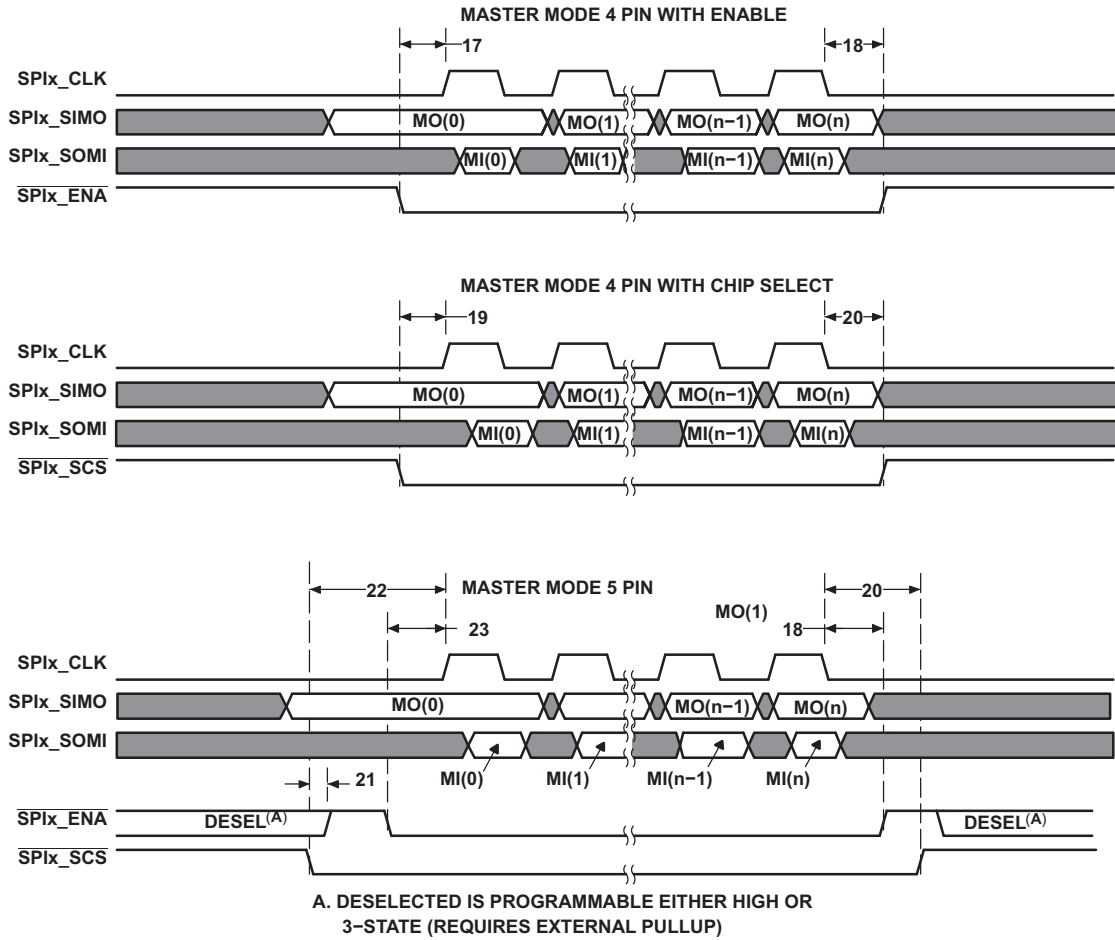 MASTER MODE 4 PIN WITH ENABLE
17 18
SPIx_CLK
SPIx_SIMO MO(0) MO(1) MO(n−1) MO(n)
SPIx_SOMI MI(0) MI(1) MI(n−1) MI(n)
SPIx_ENA
MASTER MODE 4 PIN WITH CHIP SELECT
19 20
SPIx_CLK
SPIx_SIMO MO(0) MO(1) MO(n−1) MO(n)
SPIx_SOMI MI(0) MI(1) MI(n−1) MI(n)
SPIx_SCS
22 MASTER MODE 5 PIN 20
MO(1)
23 18
SPIx_CLK
SPIx_SIMO MO(0) MO(n−1) MO(n)
SPIx_SOMI
MI(0) MI(1) MI(n−1) MI(n)
21
SPIx_ENA DESEL(A) DESEL(A)
SPIx_SCS
A. DESELECTED IS PROGRAMMABLE EITHER HIGH OR
3−STATE (REQUIRES EXTERNAL PULLUP)